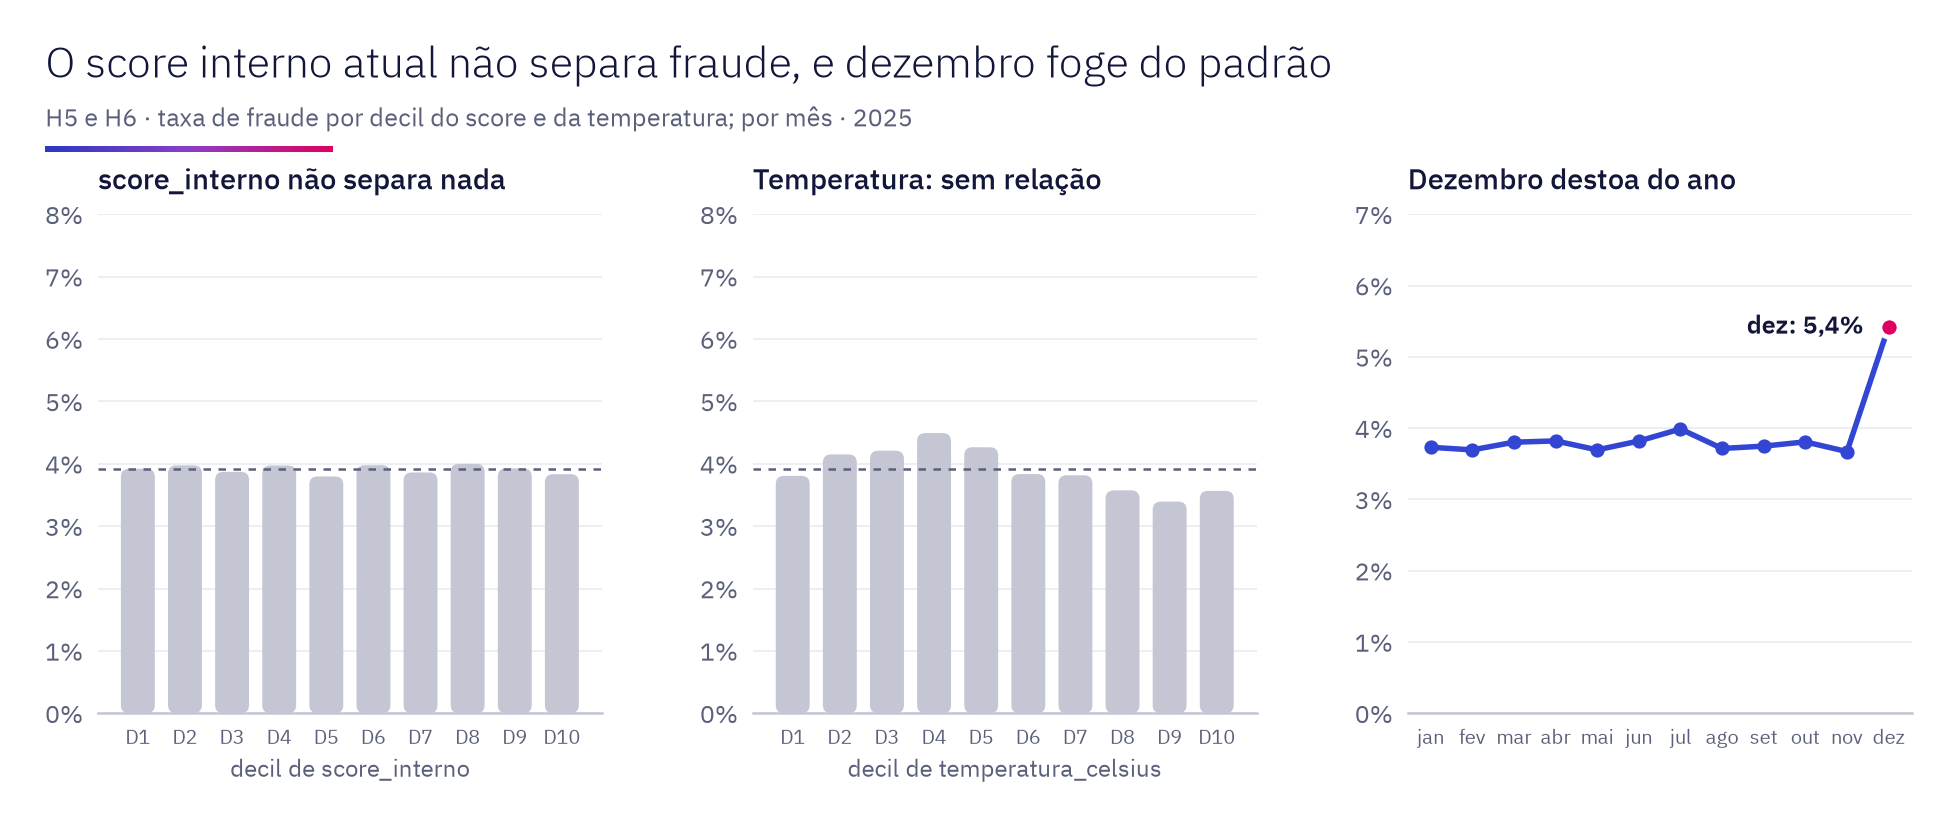 O score interno atual não separa fraude, e dezembro foge do padrão
H5 e H6 · taxa de fraude por decil do score e da temperatura; por mês · 2025
score_interno não separa nada
8%
7%
6%
5%
4%
3%
2%
1%
0%
D1 D2 D3 D4 D5 D6 D7 D8 D9 D10
decil de score_interno
Temperatura: sem relação
8%
7%
6%
5%
4%
3%
2%
1%
0%
D1 D2 D3 D4 D5 D6 D7 D8 D9 D10
decil de temperatura_celsius
Dezembro destoa do ano
7%
6%
dez: 5,4%
5%
4%
3%
2%
1%
0%
jan fev mar abr mai jun jul ago set out nov dez